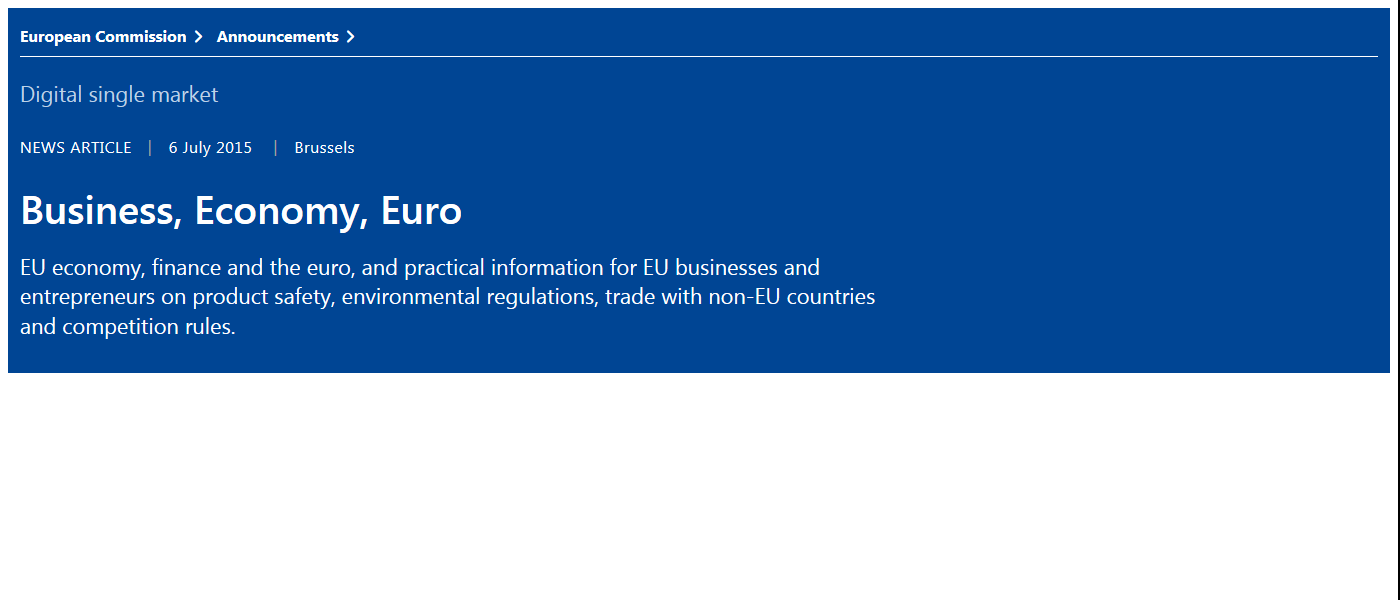 European Commission > Announcements >
Digital single market
NEWS ARTICLE | 6 July 2015 | Brussels
Business, Economy, Euro
EU economy, finance and the euro, and practical information for EU businesses and
entrepreneurs on product safety, environmental regulations, trade with non-EU countries
and competition rules.